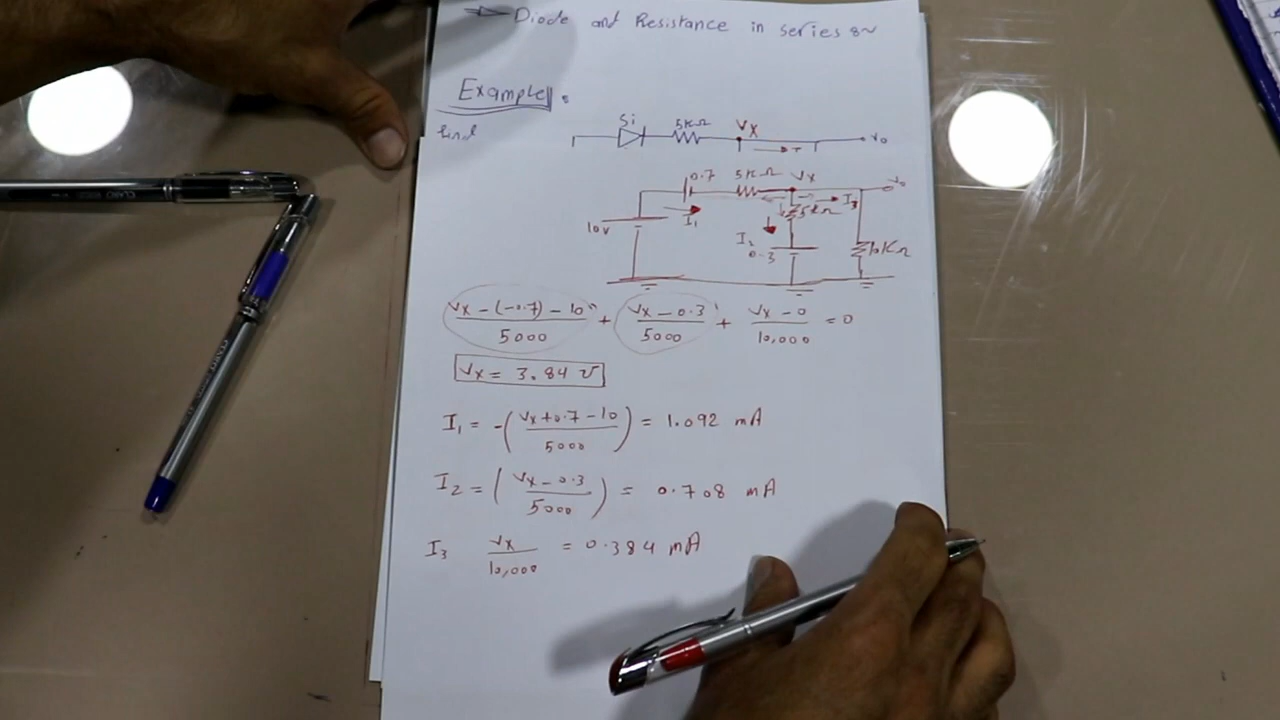 Diode and Resistance in series
Example:
find
Si 5KΩ Vx Vo
0.7 5KΩ Vx Vo
10V I1 5KΩ I3
I2 0.3 10KΩ
Vx-(-0.7)-10/5000 + Vx-0.3/5000 + Vx-0/10,000 = 0
Vx = 3.84 V
I1 = -(Vx+0.7-10/5000) = 1.092 mA
I2 = (Vx-0.3/5000) = 0.708 mA
I3 Vx/10,000 = 0.384 mA